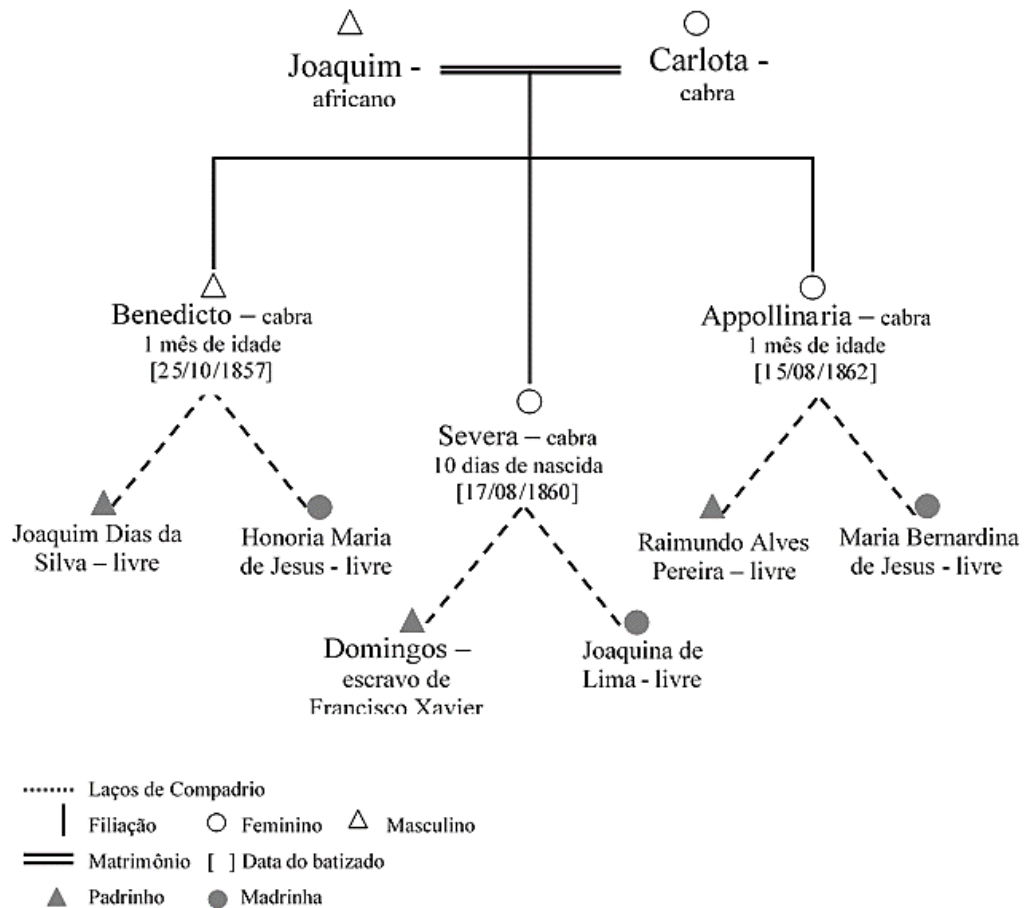 Joaquim -
africano
Carlota -
cabra
Benedicto – cabra
1 mês de idade
[25/10/1857]
Appollinaria – cabra
1 mês de idade
[15/08/1862]
Severa – cabra
10 dias de nascida
[17/08/1860]
Joaquim Dias da
Silva – livre
Honoria Maria
de Jesus - livre
Raimundo Alves
Pereira – livre
Maria Bernardina
de Jesus - livre
Domingos –
escravo de
Francisco Xavier
Joaquina de
Lima - livre
Laços de Compadrio
Filiação Feminino Masculino
Matrimônio [ ] Data do batizado
Padrinho Madrinha